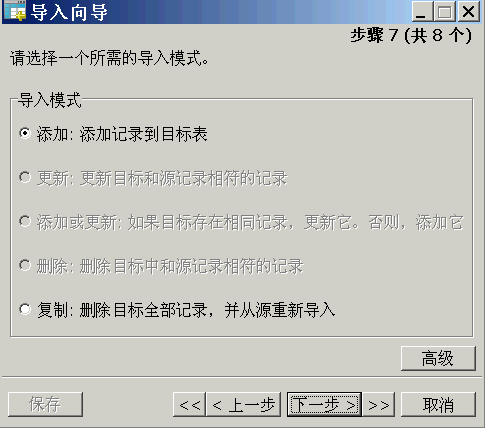 导入向导
步骤 7 (共 8 个)
请选择一个所需的导入模式。
导入模式
添加: 添加记录到目标表
更新: 更新目标和源记录相符的记录
添加或更新: 如果目标存在相同记录，更新它。否则，添加它
删除: 删除目标中和源记录相符的记录
复制: 删除目标全部记录，并从源重新导入
高级
保存 << < 上一步 下一步 > >> 取消